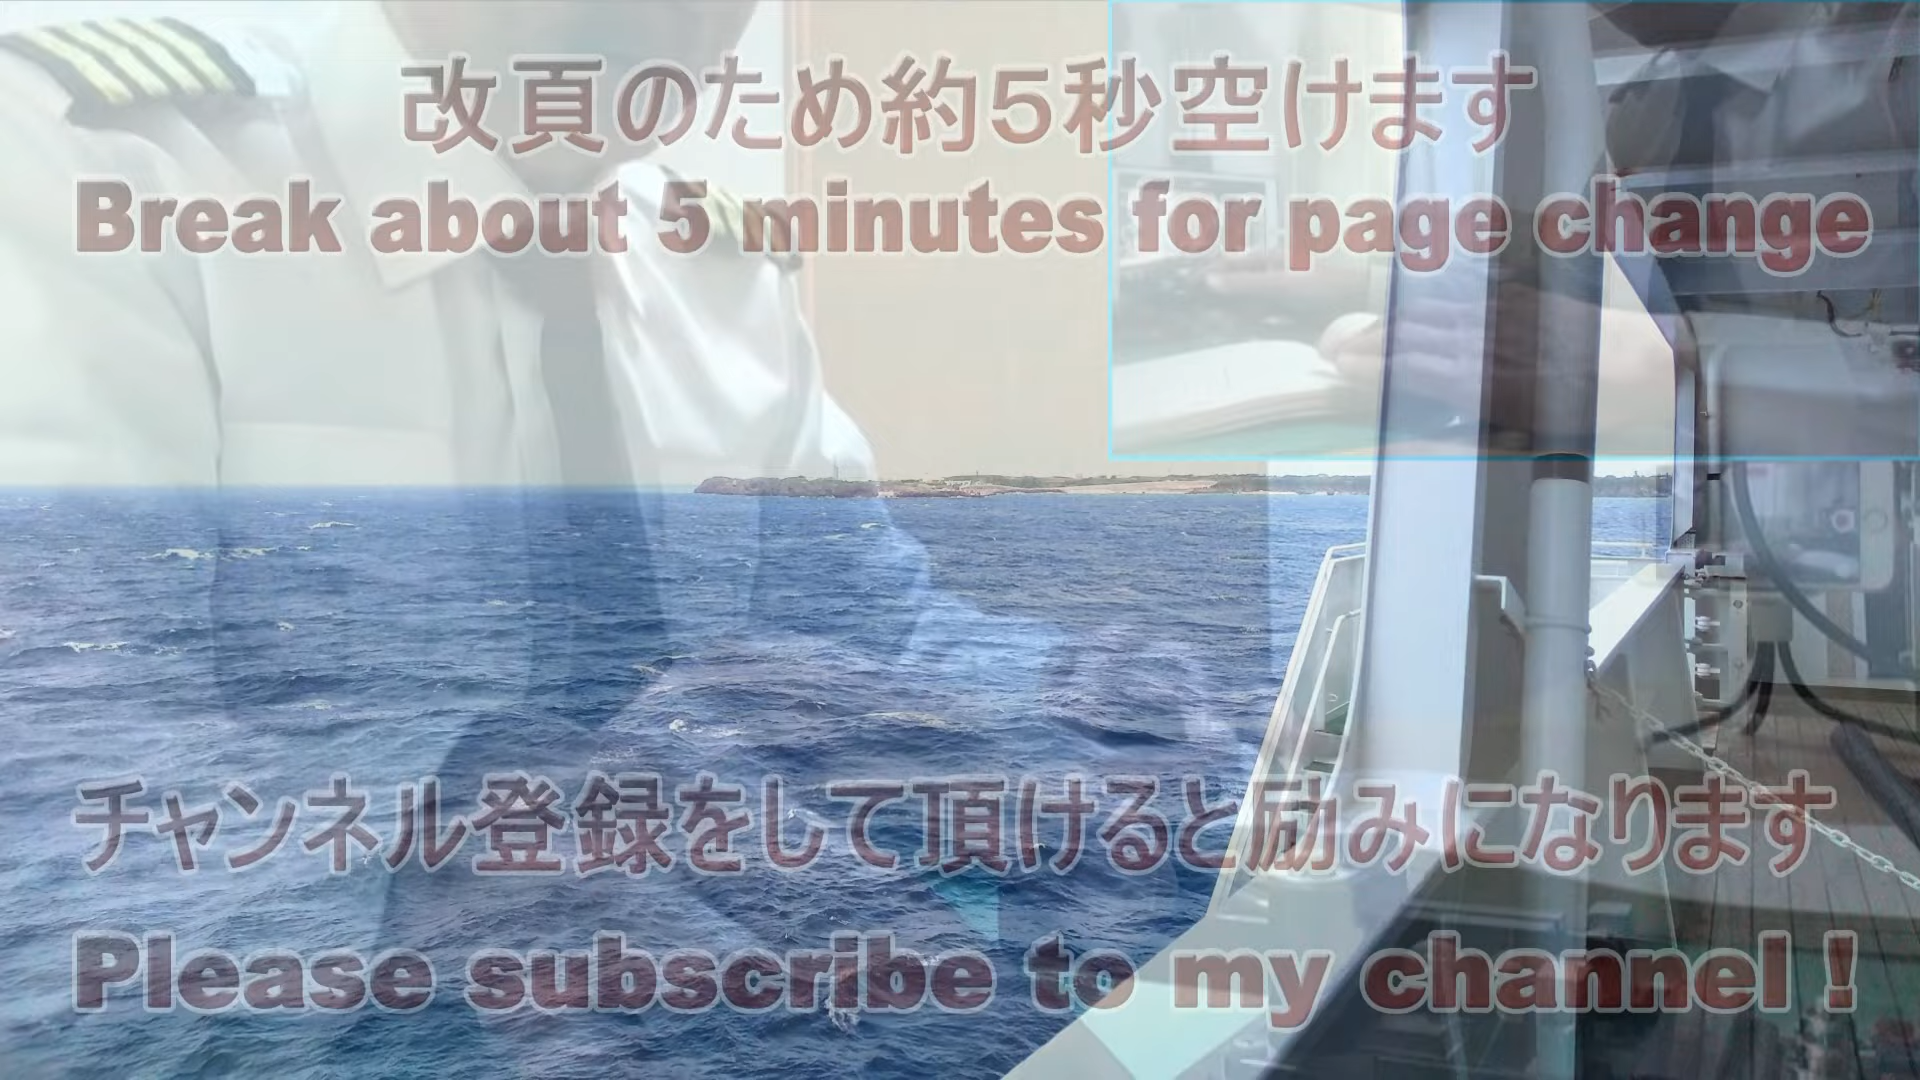 改頁のため約５秒空けます
Break about 5 minutes for page change
チャンネル登録をして頂けると励みになります
Please subscribe to my channel !